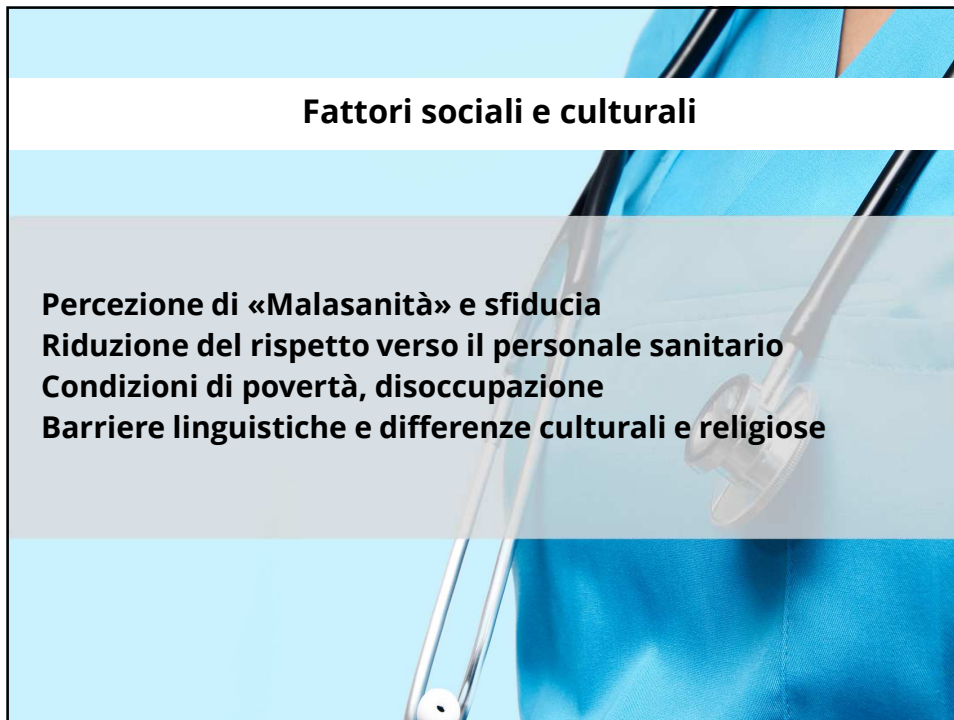 Fattori sociali e culturali
Percezione di «Malasanità» e sfiducia
Riduzione del rispetto verso il personale sanitario
Condizioni di povertà, disoccupazione
Barriere linguistiche e differenze culturali e religiose